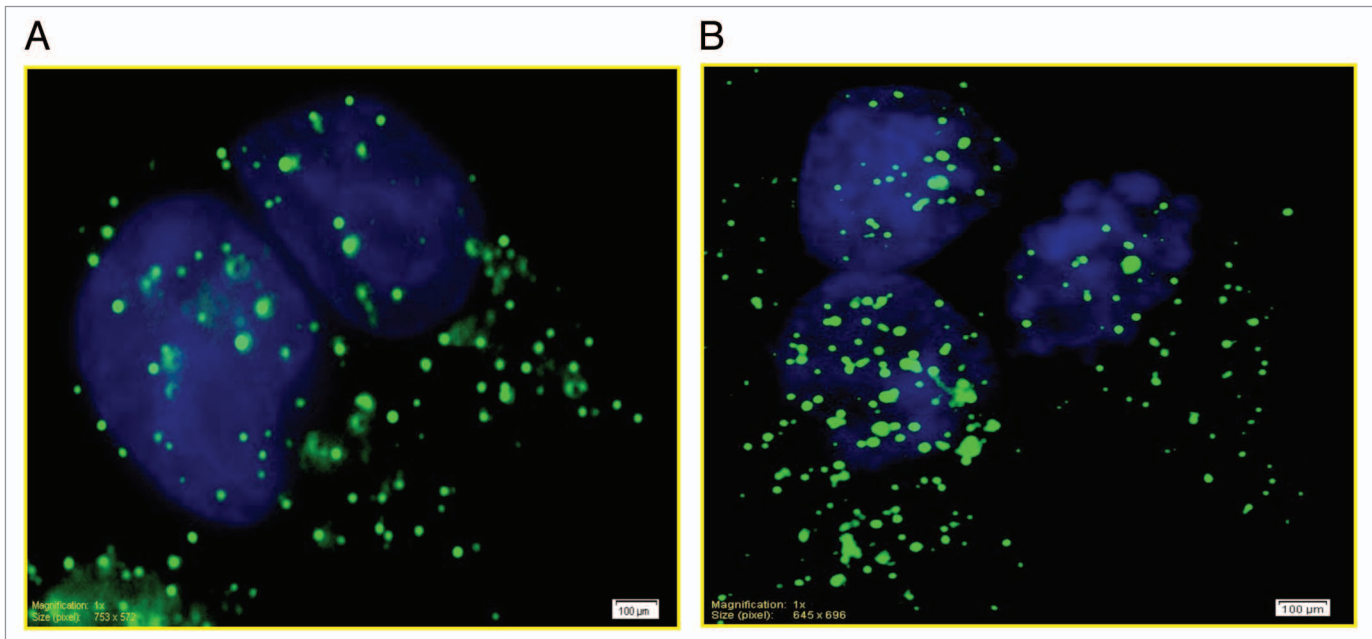 A
B
Magnification: 1x
Size (pixel): 753 x 572
100 µm
Magnification: 1x
Size (pixel): 645 x 696
100 µm